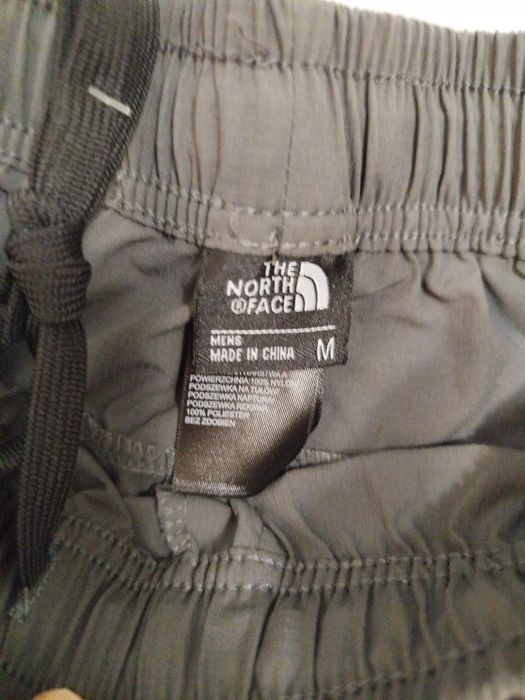 THE
NORTH
®FACE
MENS
MADE IN CHINA M
POWIERZCHNIA:100% NYLON
PODSZEWKA NA TUŁÓW
PODSZEWKA KAPTURA
PODSZEWKA RĘKAW
100% POLIESTER
BEZ ZDOBIEŃ